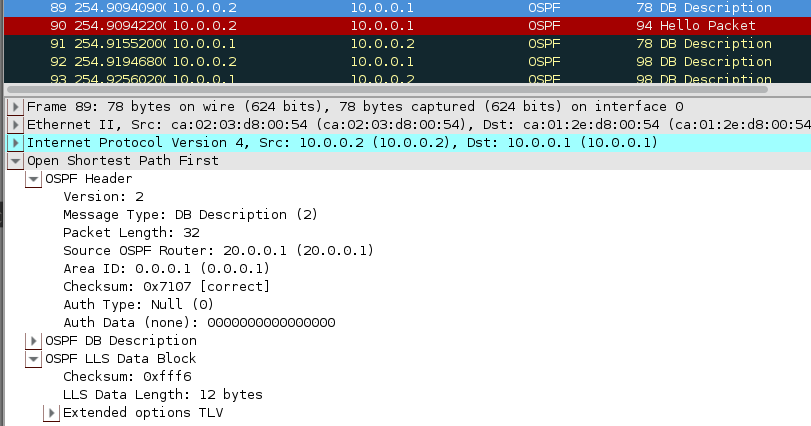 89 254.90940900 10.0.0.2 10.0.0.1 OSPF 78 DB Description
90 254.90942200 10.0.0.2 10.0.0.1 OSPF 94 Hello Packet
91 254.91552000 10.0.0.1 10.0.0.2 OSPF 78 DB Description
92 254.91946800 10.0.0.2 10.0.0.1 OSPF 98 DB Description
93 254.92560200 10.0.0.1 10.0.0.2 OSPF 98 DB Description
Frame 89: 78 bytes on wire (624 bits), 78 bytes captured (624 bits) on interface 0
Ethernet II, Src: ca:02:03:d8:00:54 (ca:02:03:d8:00:54), Dst: ca:01:2e:d8:00:54 (ca:01:2e:d8:00:54
Internet Protocol Version 4, Src: 10.0.0.2 (10.0.0.2), Dst: 10.0.0.1 (10.0.0.1)
Open Shortest Path First
OSPF Header
Version: 2
Message Type: DB Description (2)
Packet Length: 32
Source OSPF Router: 20.0.0.1 (20.0.0.1)
Area ID: 0.0.0.1 (0.0.0.1)
Checksum: 0x7107 [correct]
Auth Type: Null (0)
Auth Data (none): 0000000000000000
OSPF DB Description
OSPF LLS Data Block
Checksum: 0xfff6
LLS Data Length: 12 bytes
Extended options TLV